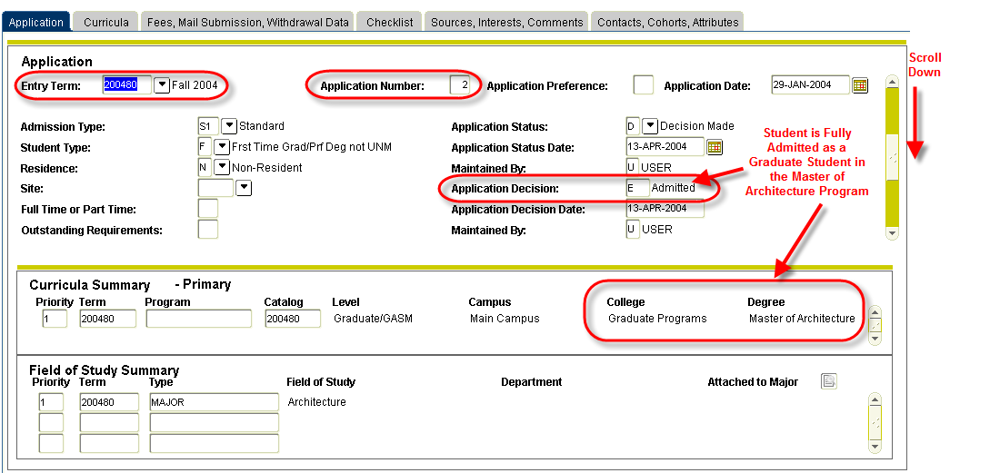 Application Curricula Fees, Mail Submission, Withdrawal Data Checklist Sources, Interests, Comments Contacts, Cohorts, Attributes
Application
Entry Term: 200480 Fall 2004 Application Number: 2 Application Preference: Application Date: 29-JAN-2004
Scroll
Down
Admission Type: S1 Standard Application Status: D Decision Made
Student Type: F Frst Time Grad/Prf Deg not UNM Application Status Date: 13-APR-2004
Residence: N Non-Resident Maintained By: U USER
Site: Application Decision: E Admitted
Full Time or Part Time: Application Decision Date: 13-APR-2004
Outstanding Requirements: Maintained By: U USER
Student is Fully
Admitted as a
Graduate Student in
the Master of
Architecture Program
Curricula Summary - Primary
Priority Term Program Catalog Level Campus College Degree
1 200480 200480 Graduate/GASM Main Campus Graduate Programs Master of Architecture
Field of Study Summary
Priority Term Type Field of Study Department Attached to Major
1 200480 MAJOR Architecture